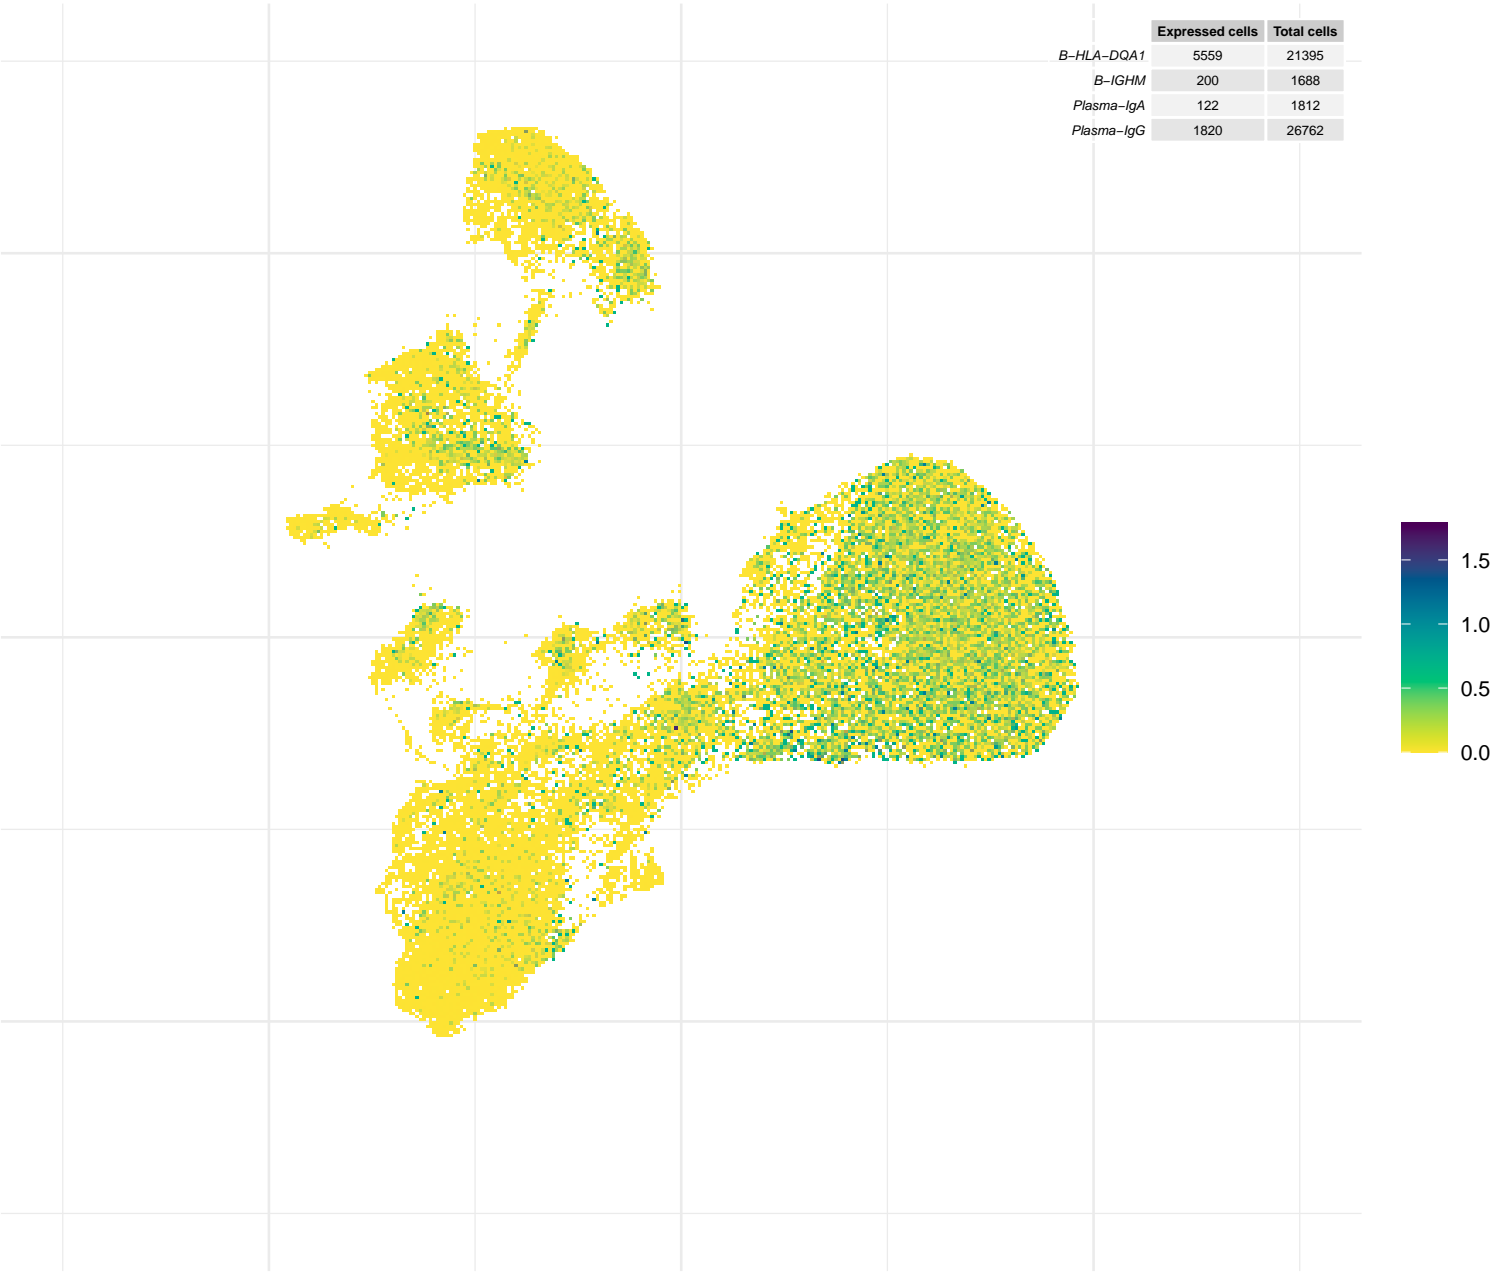 Expressed cells Total cells
B−HLA−DQA1 5559 21395
B−IGHM 200 1688
Plasma−IgA 122 1812
Plasma−IgG 1820 26762
1.5
1.0
0.5
0.0